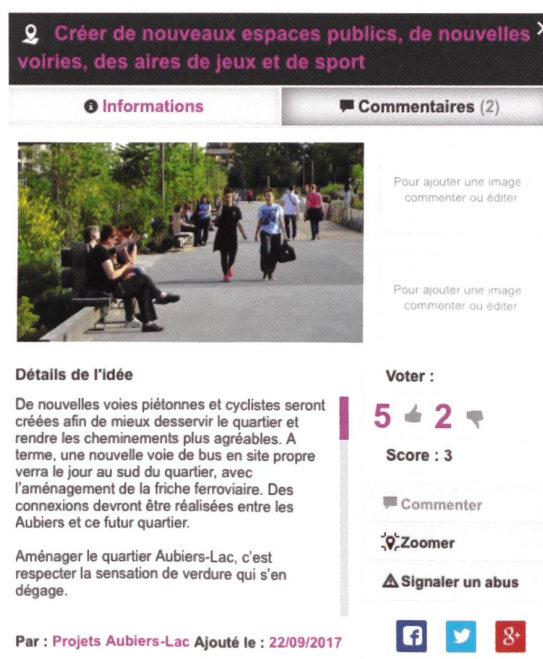 Créer de nouveaux espaces publics, de nouvelles
voiries, des aires de jeux et de sport
Informations
Commentaires (2)
Pour ajouter une image :
commenter ou éditer
Pour ajouter une image
commenter ou éditer
Détails de l'idée
De nouvelles voies piétonnes et cyclistes seront
créées afin de mieux desservir le quartier et
rendre les cheminements plus agréables. A
terme, une nouvelle voie de bus en site propre
verra le jour au sud du quartier, avec
l'aménagement de la friche ferroviaire. Des
connexions devront être réalisées entre les
Aubiers et ce futur quartier.
Aménager le quartier Aubiers-Lac, c'est
respecter la sensation de verdure qui s'en
dégage.
Par : Projets Aubiers-Lac Ajouté le : 22/09/2017
Voter :
5 2
Score : 3
Commenter
Zoomer
Signaler un abus
f
8+